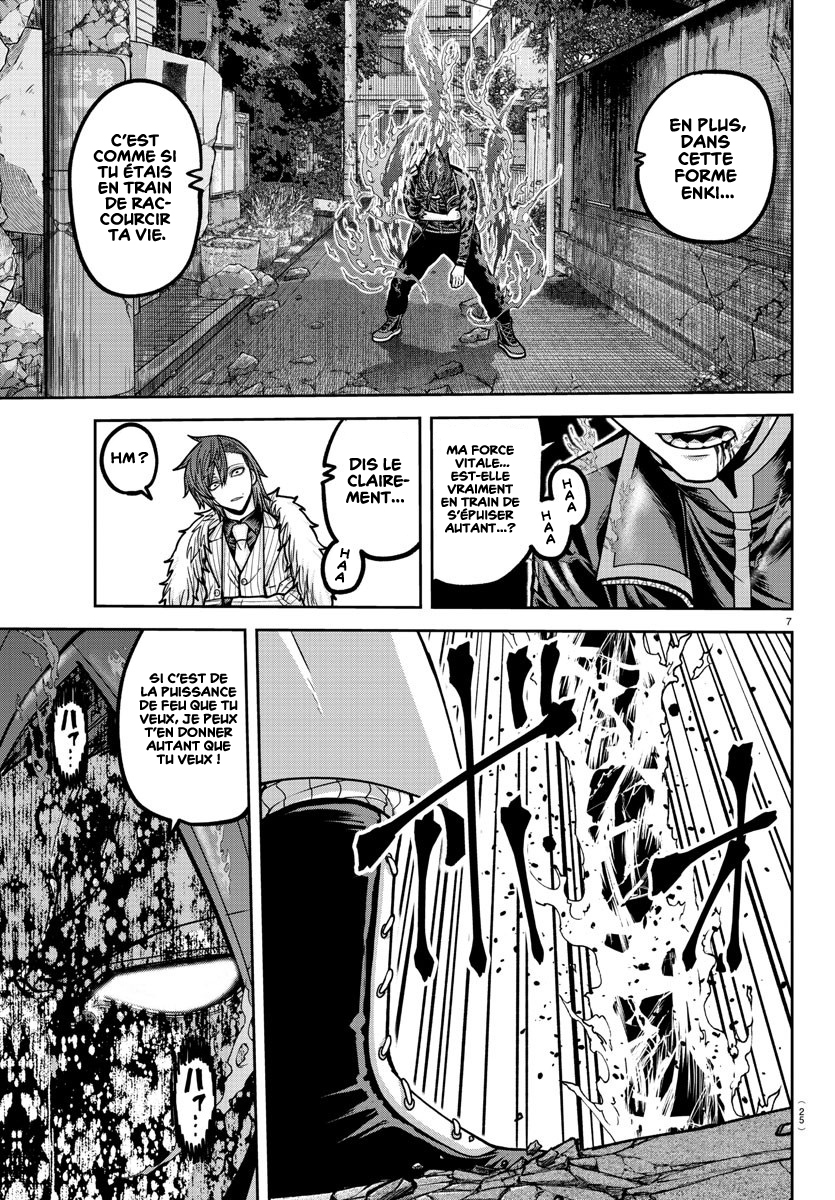 EN PLUS,
DANS
CETTE
FORME
ENKI...
C'EST
COMME SI
TU ÉTAIS
EN TRAIN
DE RAC-
COURCIR
TA VIE.
MA FORCE
VITALE...
EST-ELLE
VRAIMENT
EN TRAIN DE
S'ÉPUISER
AUTANT...?
HAA
HAA
DIS LE
CLAIRE-
MENT...
HAA
HM ?
7
SI C'EST DE
LA PUISSANCE
DE FEU QUE TU
VEUX, JE PEUX
T'EN DONNER
AUTANT QUE
TU VEUX !
ハァ…
ハァ…
(25)